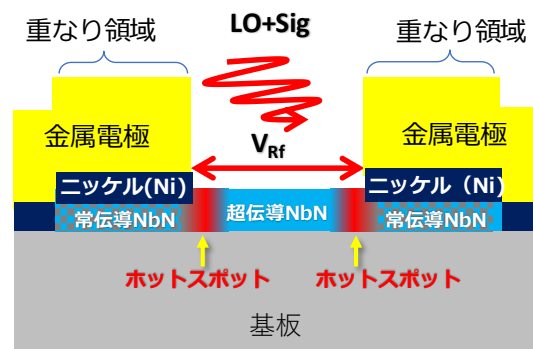 LO+Sig
重なり領域
重なり領域
金属電極
金属電極
VRf
ニッケル(Ni)
ニッケル（Ni)
常伝導NbN
超伝導NbN
常伝導NbN
ホットスポット
ホットスポット
基板